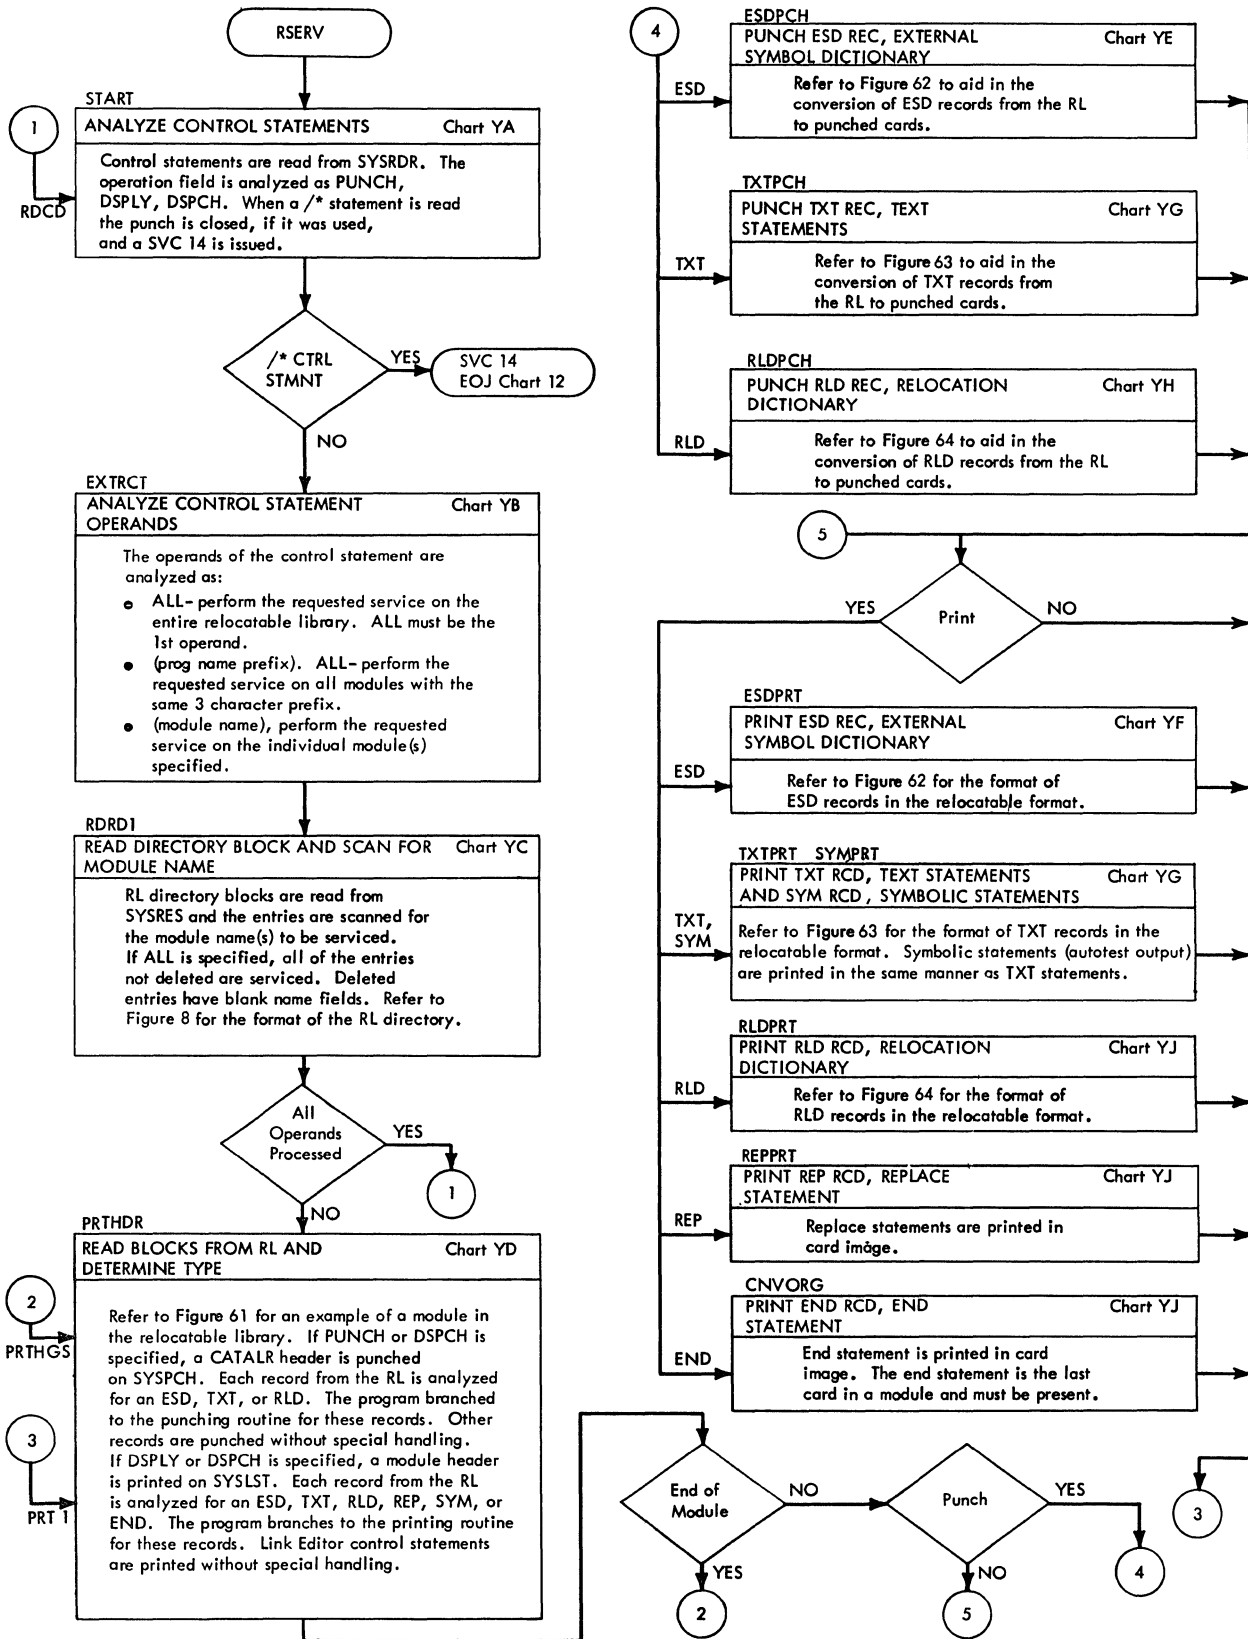 RSERV
START
1
ANALYZE CONTROL STATEMENTS Chart YA
Control statements are read from SYSRDR. The
operation field is analyzed as PUNCH,
DSPLY, DSPCH. When a /* statement is read
the punch is closed, if it was used,
and a SVC 14 is issued.
RDCD
/* CTRL
STMNT
YES
SVC 14
EOJ Chart 12
NO
EXTRCT
ANALYZE CONTROL STATEMENT Chart YB
OPERANDS
The operands of the control statement are
analyzed as:
• ALL- perform the requested service on the
entire relocatable library. ALL must be the
1st operand.
• (prog name prefix). ALL- perform the
requested service on all modules with the
same 3 character prefix.
• (module name), perform the requested
service on the individual module(s)
specified.
RDRD1
READ DIRECTORY BLOCK AND SCAN FOR Chart YC
MODULE NAME
RL directory blocks are read from
SYSRES and the entries are scanned for
the module name(s) to be serviced.
If ALL is specified, all of the entries
not deleted are serviced. Deleted
entries have blank name fields. Refer to
Figure 8 for the format of the RL directory.
All
Operands
Processed
YES
1
NO
PRTHDR
READ BLOCKS FROM RL AND Chart YD
DETERMINE TYPE
2
PRTHGS
3
PRT 1
Refer to Figure 61 for an example of a module in
the relocatable library. If PUNCH or DSPCH is
specified, a CATALR header is punched
on SYSPCH. Each record from the RL is analyzed
for an ESD, TXT, or RLD. The program branched
to the punching routine for these records. Other
records are punched without special handling.
If DSPLY or DSPCH is specified, a module header
is printed on SYSLST. Each record from the RL
is analyzed for an ESD, TXT, RLD, REP, SYM, or
END. The program branches to the printing routine
for these records. Link Editor control statements
are printed without special handling.
4
ESDPCH
PUNCH ESD REC, EXTERNAL Chart YE
SYMBOL DICTIONARY
ESD
Refer to Figure 62 to aid in the
conversion of ESD records from the RL
to punched cards.
TXTPCH
PUNCH TXT REC, TEXT Chart YG
STATEMENTS
TXT
Refer to Figure 63 to aid in the
conversion of TXT records from
the RL to punched cards.
RLDPCH
PUNCH RLD REC, RELOCATION Chart YH
DICTIONARY
RLD
Refer to Figure 64 to aid in the
conversion of RLD records from the RL
to punched cards.
5
YES
Print
NO
ESDPRT
PRINT ESD REC, EXTERNAL Chart YF
SYMBOL DICTIONARY
ESD
Refer to Figure 62 for the format of
ESD records in the relocatable format.
TXTPRT SYMPRT
PRINT TXT RCD, TEXT STATEMENTS Chart YG
AND SYM RCD, SYMBOLIC STATEMENTS
TXT,
SYM
Refer to Figure 63 for the format of TXT records in the
relocatable format. Symbolic statements (autotest output)
are printed in the same manner as TXT statements.
RLDPRT
PRINT RLD RCD, RELOCATION Chart YJ
DICTIONARY
RLD
Refer to Figure 64 for the format of
RLD records in the relocatable format.
REPPRT
PRINT REP RCD, REPLACE Chart YJ
STATEMENT
REP
Replace statements are printed in
card image.
CNVORG
PRINT END RCD, END Chart YJ
STATEMENT
END
End statement is printed in card
image. The end statement is the last
card in a module and must be present.
End of
Module
NO
Punch
YES
3
YES
NO
4
2
5